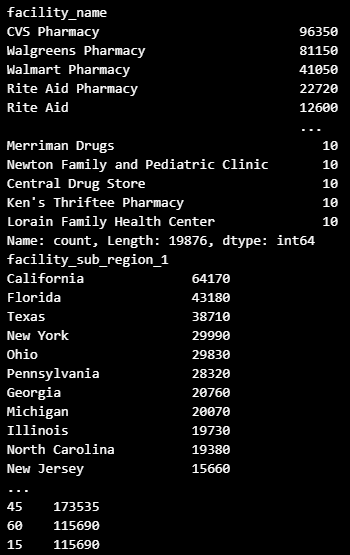 facility_name
CVS Pharmacy 96350
Walgreens Pharmacy 81150
Walmart Pharmacy 41050
Rite Aid Pharmacy 22720
Rite Aid 12600
...
Merriman Drugs 10
Newton Family and Pediatric Clinic 10
Central Drug Store 10
Ken's Thriftee Pharmacy 10
Lorain Family Health Center 10
Name: count, Length: 19876, dtype: int64
facility_sub_region_1
California 64170
Florida 43180
Texas 38710
New York 29990
Ohio 29830
Pennsylvania 28320
Georgia 20760
Michigan 20070
Illinois 19730
North Carolina 19380
New Jersey 15660
...
45 173535
60 115690
15 115690